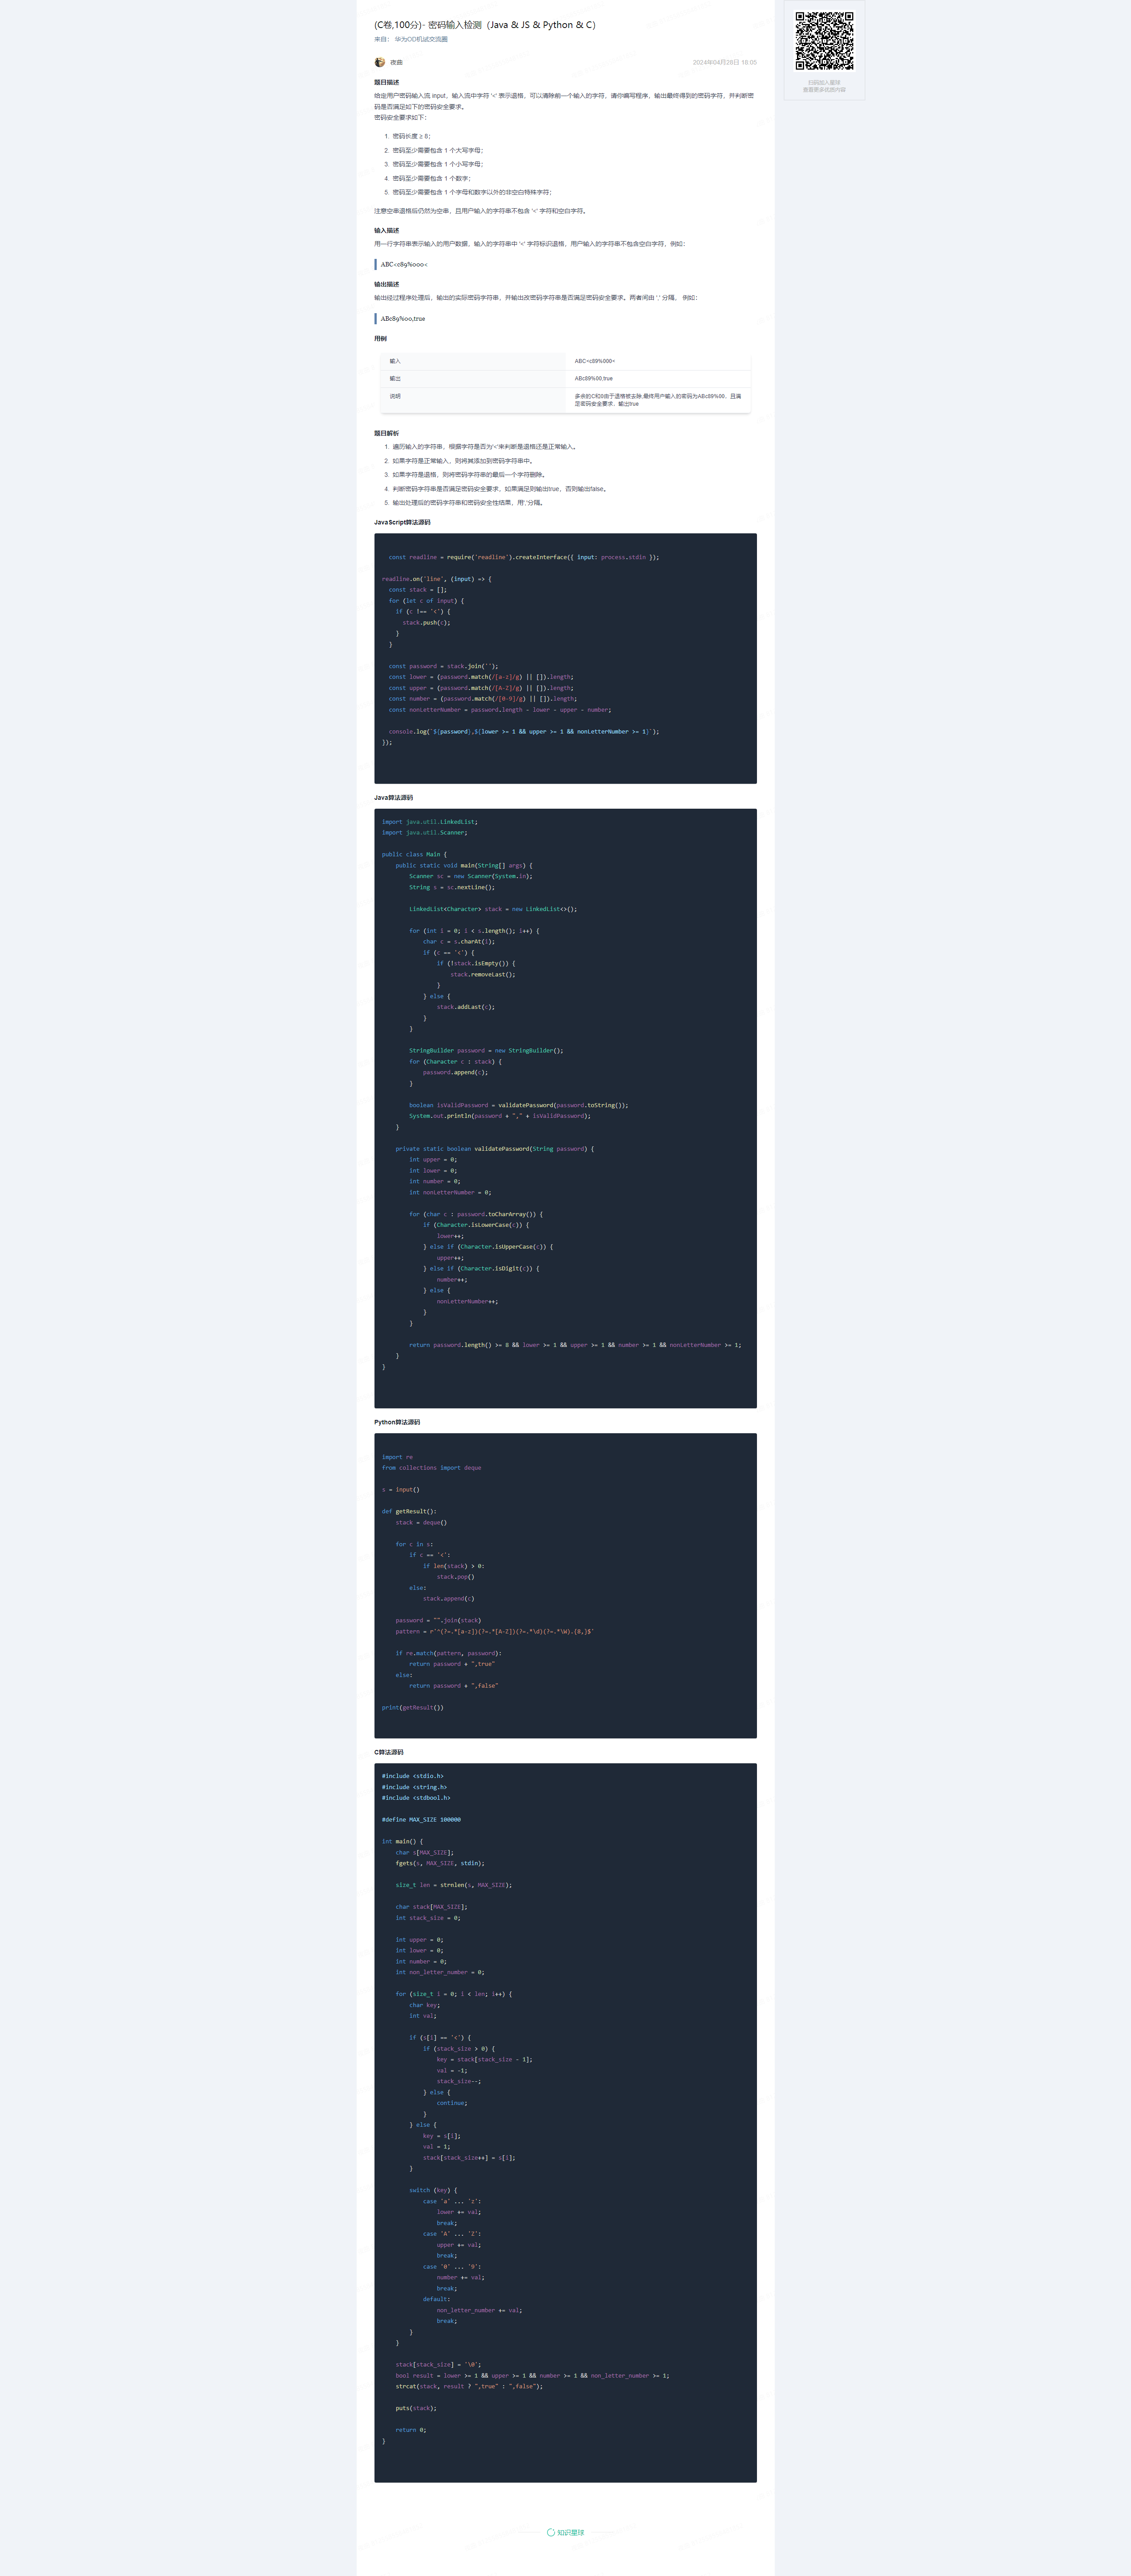 (C卷,100分)- 密码输入检测（Java & JS & Python & C）
来自： 华为OD机试交流圈
夜曲
2024年04月28日 18:05
扫码加入星球
查看更多优质内容
题目描述
给定用户密码输入流 input，输入流中字符 '<' 表示退格，可以清除前一个输入的字符，请你编写程序，输出最终得到的密码字符，并判断密
码是否满足如下的密码安全要求。
密码安全要求如下：
1. 密码长度 ≥ 8；
2. 密码至少需要包含 1 个大写字母；
3. 密码至少需要包含 1 个小写字母；
4. 密码至少需要包含 1 个数字；
5. 密码至少需要包含 1 个字母和数字以外的非空白特殊字符；
注意空串退格后仍然为空串，且用户输入的字符串不包含 '<' 字符和空白字符。
输入描述
用一行字符串表示输入的用户数据，输入的字符串中 '<' 字符标识退格，用户输入的字符串不包含空白字符，例如：
ABC<c89%000<
输出描述
输出经过程序处理后，输出的实际密码字符串，并输出改密码字符串是否满足密码安全要求。两者间由 ',' 分隔， 例如：
ABc89%00,true
用例
输入 ABC<c89%000<
输出 ABc89%00,true
说明 多余的C和0由于退格被去除,最终用户输入的密码为ABc89%00，且满
足密码安全要求，输出true
题目解析
1. 遍历输入的字符串，根据字符是否为'<'来判断是退格还是正常输入。
2. 如果字符是正常输入，则将其添加到密码字符串中。
3. 如果字符是退格，则将密码字符串的最后一个字符删除。
4. 判断密码字符串是否满足密码安全要求，如果满足则输出true，否则输出false。
5. 输出处理后的密码字符串和密码安全性结果，用','分隔。
JavaScript算法源码
const readline = require('readline').createInterface({ input: process.stdin });
readline.on('line', (input) => {
const stack = [];
for (let c of input) {
if (c !== '<') {
stack.push(c);
}
}
const password = stack.join('');
const lower = (password.match(/[a-z]/g) || []).length;
const upper = (password.match(/[A-Z]/g) || []).length;
const number = (password.match(/[0-9]/g) || []).length;
const nonLetterNumber = password.length - lower - upper - number;
console.log(`${password},${lower >= 1 && upper >= 1 && nonLetterNumber >= 1}`);
});
Java算法源码
import java.util.LinkedList;
import java.util.Scanner;
public class Main {
public static void main(String[] args) {
Scanner sc = new Scanner(System.in);
String s = sc.nextLine();
LinkedList<Character> stack = new LinkedList<>();
for (int i = 0; i < s.length(); i++) {
char c = s.charAt(i);
if (c == '<') {
if (!stack.isEmpty()) {
stack.removeLast();
}
} else {
stack.addLast(c);
}
}
StringBuilder password = new StringBuilder();
for (Character c : stack) {
password.append(c);
}
boolean isValidPassword = validatePassword(password.toString());
System.out.println(password + "," + isValidPassword);
}
private static boolean validatePassword(String password) {
int upper = 0;
int lower = 0;
int number = 0;
int nonLetterNumber = 0;
for (char c : password.toCharArray()) {
if (Character.isLowerCase(c)) {
lower++;
} else if (Character.isUpperCase(c)) {
upper++;
} else if (Character.isDigit(c)) {
number++;
} else {
nonLetterNumber++;
}
}
return password.length() >= 8 && lower >= 1 && upper >= 1 && number >= 1 && nonLetterNumber >= 1;
}
}
Python算法源码
import re
from collections import deque
s = input()
def getResult():
stack = deque()
for c in s:
if c == '<':
if len(stack) > 0:
stack.pop()
else:
stack.append(c)
password = "".join(stack)
pattern = r'^(?=.*[a-z])(?=.*[A-Z])(?=.*\d)(?=.*\W).{8,}$'
if re.match(pattern, password):
return password + ",true"
else:
return password + ",false"
print(getResult())
C算法源码
#include <stdio.h>
#include <string.h>
#include <stdbool.h>
#define MAX_SIZE 100000
int main() {
char s[MAX_SIZE];
fgets(s, MAX_SIZE, stdin);
size_t len = strnlen(s, MAX_SIZE);
char stack[MAX_SIZE];
int stack_size = 0;
int upper = 0;
int lower = 0;
int number = 0;
int non_letter_number = 0;
for (size_t i = 0; i < len; i++) {
char key;
int val;
if (s[i] == '<') {
if (stack_size > 0) {
key = stack[stack_size - 1];
val = -1;
stack_size--;
} else {
continue;
}
} else {
key = s[i];
val = 1;
stack[stack_size++] = s[i];
}
switch (key) {
case 'a' ... 'z':
lower += val;
break;
case 'A' ... 'Z':
upper += val;
break;
case '0' ... '9':
number += val;
break;
default:
non_letter_number += val;
break;
}
}
stack[stack_size] = '\0';
bool result = lower >= 1 && upper >= 1 && number >= 1 && non_letter_number >= 1;
strcat(stack, result ? ",true" : ",false");
puts(stack);
return 0;
}
知识星球